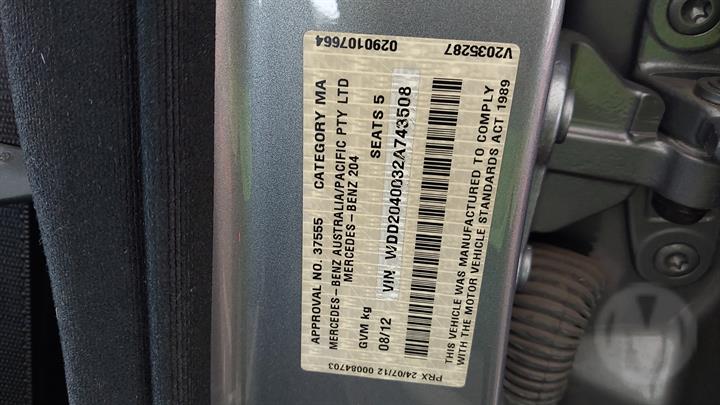 0290107664 V2035287
APPROVAL NO. 37555 CATEGORY MA
MERCEDES-BENZ AUSTRALIA/PACIFIC PTY LTD
MERCEDES-BENZ 204
GVM kg SEATS 5
08/12 VIN WDD2040032A743508
THIS VEHICLE WAS MANUFACTURED TO COMPLY
WITH THE MOTOR VEHICLE STANDARDS ACT 1989
PRX 24/07/12 00084703